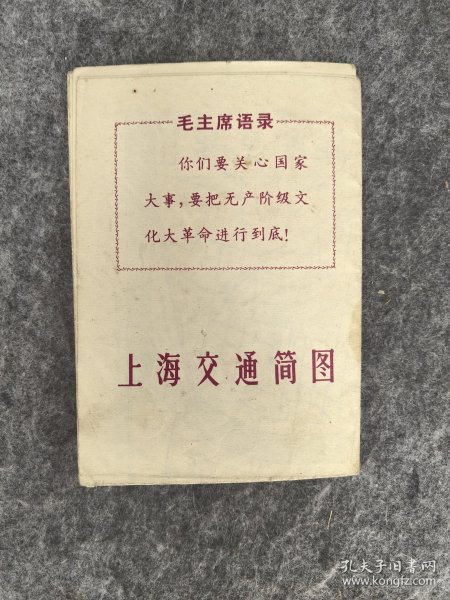 毛主席语录
你们要关心国家
大事，要把无产阶级文
化大革命进行到底！
上海交通简图
孔夫子旧书网
www.kongfz.com